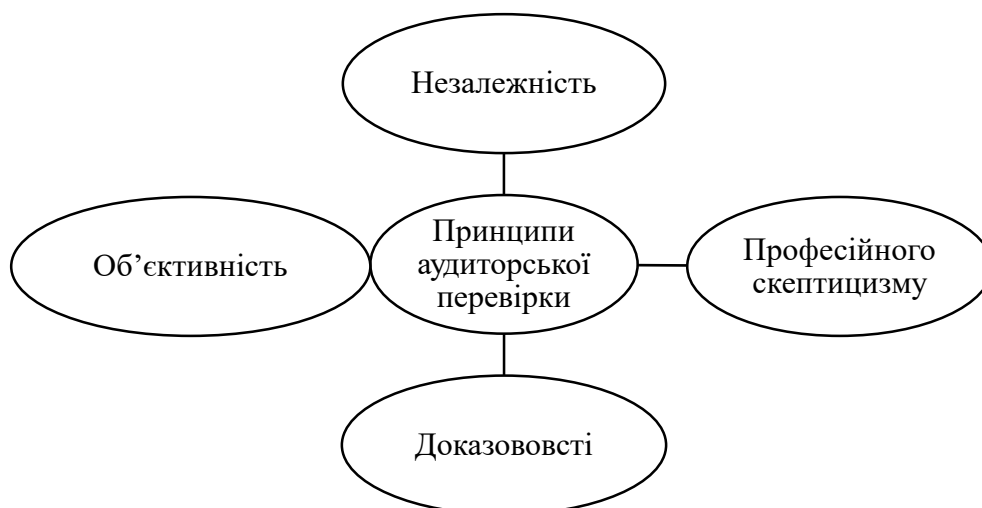 Незалежність
Об’єктивність
Принципи
аудиторської
перевірки
Професійного
скептицизму
Доказововсті